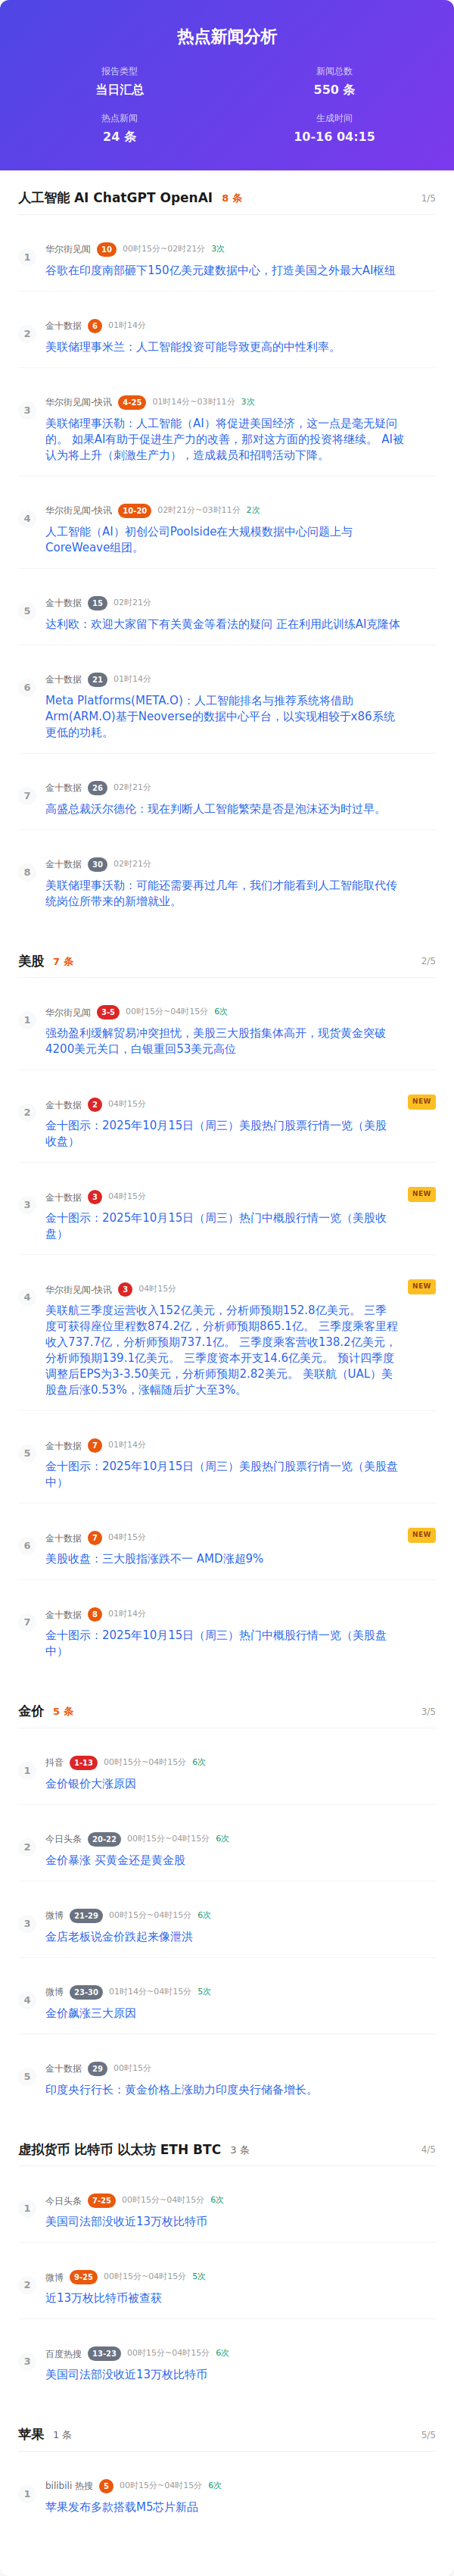 热点新闻分析
报告类型
当日汇总
新闻总数
550 条
热点新闻
24 条
生成时间
10-16 04:15
人工智能 AI ChatGPT OpenAI 8 条 1/5
1
华尔街见闻 10 00时15分~02时21分 3次
谷歌在印度南部砸下150亿美元建数据中心，打造美国之外最大AI枢纽
2
金十数据 6 01时14分
美联储理事米兰：人工智能投资可能导致更高的中性利率。
3
华尔街见闻-快讯 4-25 01时14分~03时11分 3次
美联储理事沃勒：人工智能（AI）将促进美国经济，这一点是毫无疑问
的。 如果AI有助于促进生产力的改善，那对这方面的投资将继续。 AI被
认为将上升（刺激生产力），造成裁员和招聘活动下降。
4
华尔街见闻-快讯 10-20 02时21分~03时11分 2次
人工智能（AI）初创公司Poolside在大规模数据中心问题上与
CoreWeave组团。
5
金十数据 15 02时21分
达利欧：欢迎大家留下有关黄金等看法的疑问 正在利用此训练AI克隆体
6
金十数据 21 01时14分
Meta Platforms(META.O)：人工智能排名与推荐系统将借助
Arm(ARM.O)基于Neoverse的数据中心平台，以实现相较于x86系统
更低的功耗。
7
金十数据 26 02时21分
高盛总裁沃尔德伦：现在判断人工智能繁荣是否是泡沫还为时过早。
8
金十数据 30 02时21分
美联储理事沃勒：可能还需要再过几年，我们才能看到人工智能取代传
统岗位所带来的新增就业。
美股 7 条 2/5
1
华尔街见闻 3-5 00时15分~04时15分 6次
强劲盈利缓解贸易冲突担忧，美股三大股指集体高开，现货黄金突破
4200美元关口，白银重回53美元高位
2
金十数据 2 04时15分 NEW
金十图示：2025年10月15日（周三）美股热门股票行情一览（美股
收盘）
3
金十数据 3 04时15分 NEW
金十图示：2025年10月15日（周三）热门中概股行情一览（美股收
盘）
4
华尔街见闻-快讯 3 04时15分 NEW
美联航三季度运营收入152亿美元，分析师预期152.8亿美元。 三季
度可获得座位里程数874.2亿，分析师预期865.1亿。 三季度乘客里程
收入737.7亿，分析师预期737.1亿。 三季度乘客营收138.2亿美元，
分析师预期139.1亿美元。 三季度资本开支14.6亿美元。 预计四季度
调整后EPS为3-3.50美元，分析师预期2.82美元。 美联航（UAL）美
股盘后涨0.53%，涨幅随后扩大至3%。
5
金十数据 7 01时14分
金十图示：2025年10月15日（周三）美股热门股票行情一览（美股盘
中）
6
金十数据 7 04时15分 NEW
美股收盘：三大股指涨跌不一 AMD涨超9%
7
金十数据 8 01时14分
金十图示：2025年10月15日（周三）热门中概股行情一览（美股盘
中）
金价 5 条 3/5
1
抖音 1-13 00时15分~04时15分 6次
金价银价大涨原因
2
今日头条 20-22 00时15分~04时15分 6次
金价暴涨 买黄金还是黄金股
3
微博 21-29 00时15分~04时15分 6次
金店老板说金价跌起来像泄洪
4
微博 23-30 01时14分~04时15分 5次
金价飙涨三大原因
5
金十数据 29 00时15分
印度央行行长：黄金价格上涨助力印度央行储备增长。
虚拟货币 比特币 以太坊 ETH BTC 3 条 4/5
1
今日头条 7-25 00时15分~04时15分 6次
美国司法部没收近13万枚比特币
2
微博 9-25 00时15分~04时15分 5次
近13万枚比特币被查获
3
百度热搜 13-23 00时15分~04时15分 6次
美国司法部没收近13万枚比特币
苹果 1 条 5/5
1
bilibili 热搜 5 00时15分~04时15分 6次
苹果发布多款搭载M5芯片新品